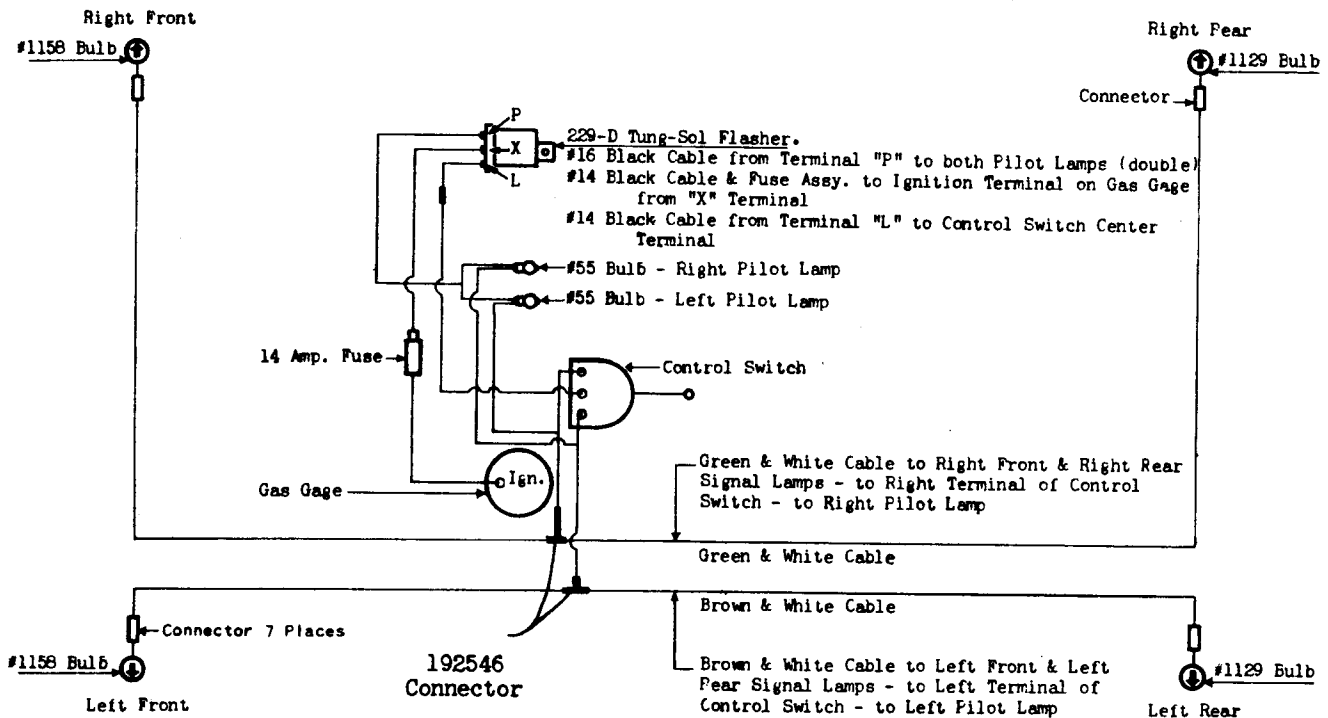 Right Front
#1158 Bulb
Right Pear
#1129 Bulb
Connector
P
X
L
229-D Tung-Sol Flasher.
#16 Black Cable from Terminal "P" to both Pilot Lamps (double)
#14 Black Cable & Fuse Assy. to Ignition Terminal on Gas Gage
from "X" Terminal
#14 Black Cable from Terminal "L" to Control Switch Center
Terminal
#55 Bulb - Right Pilot Lamp
#55 Bulb - Left Pilot Lamp
14 Amp. Fuse
Control Switch
Ign.
Gas Gage
Green & White Cable to Right Front & Right Rear
Signal Lamps - to Right Terminal of Control
Switch - to Right Pilot Lamp
Green & White Cable
Brown & White Cable
Connector 7 Places
#1158 Bulb
Left Front
192546
Connector
Brown & White Cable to Left Front & Left
Pear Signal Lamps - to Left Terminal of
Control Switch - to Left Pilot Lamp
#1129 Bulb
Left Rear